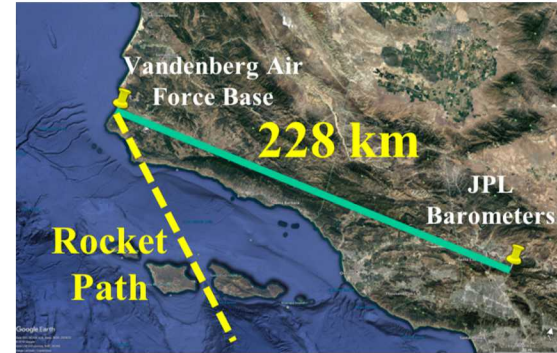 Vandenberg Air
Force Base
228 km
JPL
Barometers
Rocket
Path
Google Earth